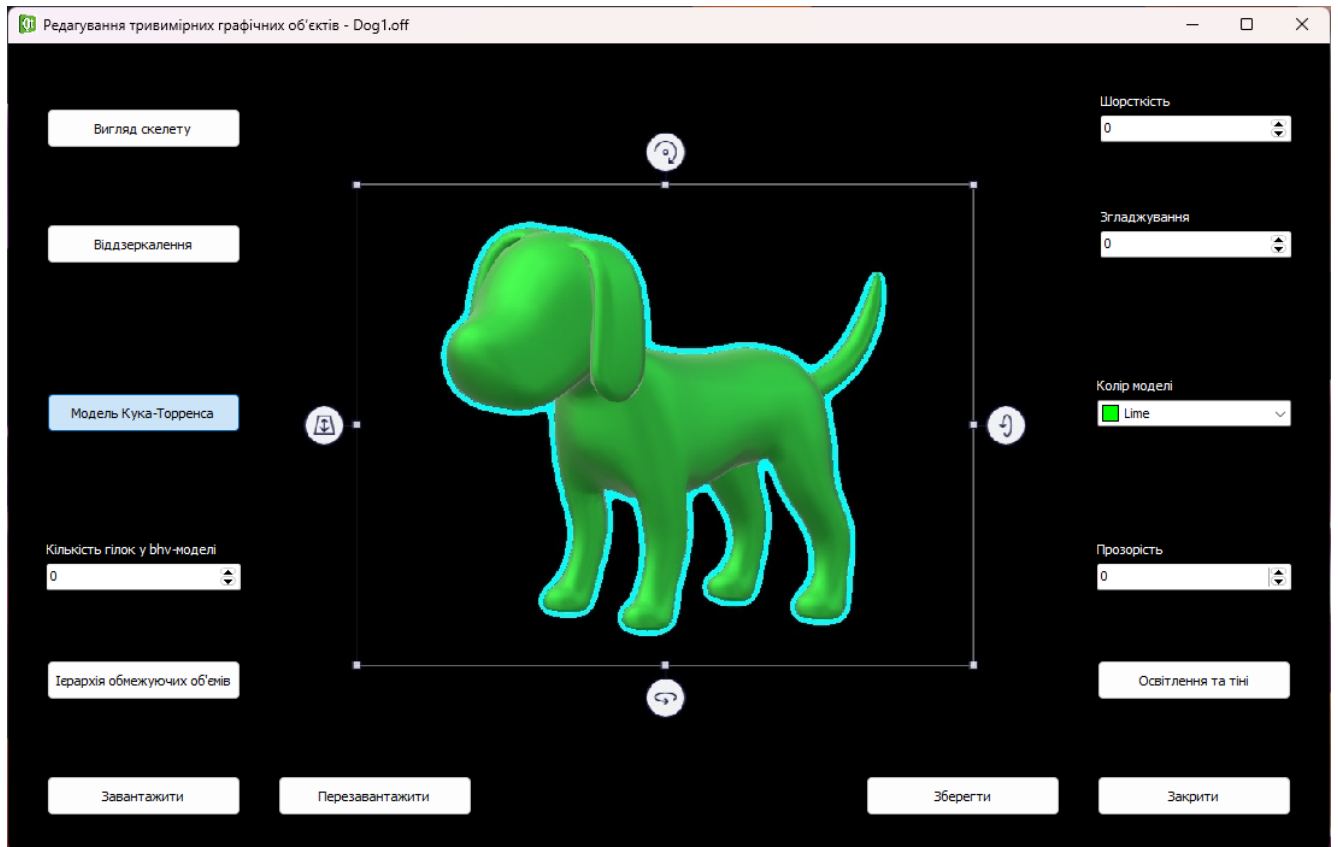 Редагування тривимірних графічних об’єктів - Dog1.off
Вигляд скелету
Шорсткість
0
Віддзеркалення
Згладжування
0
Модель Кука-Торренса
Колір моделі
Lime
Кількість гілок у bhv-моделі
0
Прозорість
0
Ієрархія обмежуючих об'ємів
Освітлення та тіні
Завантажити
Перезавантажити
Зберегти
Закрити